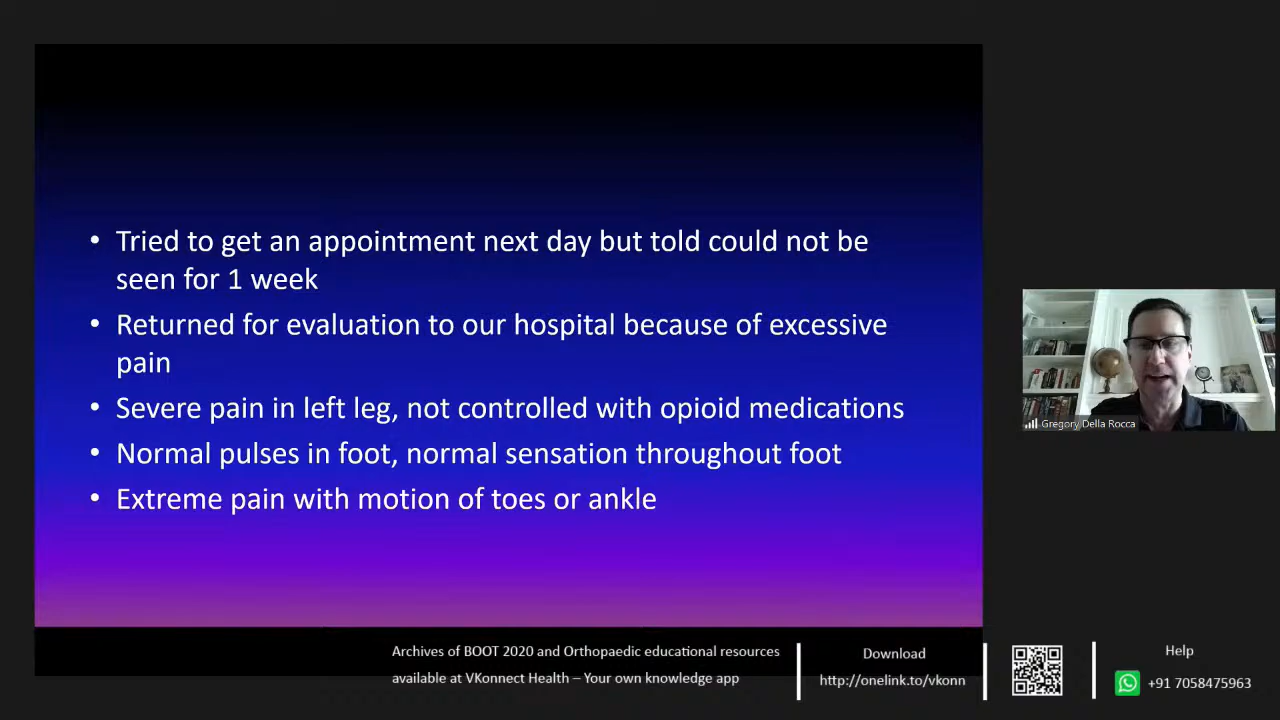 • Tried to get an appointment next day but told could not be
seen for 1 week
• Returned for evaluation to our hospital because of excessive
pain
• Severe pain in left leg, not controlled with opioid medications
• Normal pulses in foot, normal sensation throughout foot
• Extreme pain with motion of toes or ankle
Gregory Della Rocca
Archives of BOOT 2020 and Orthopaedic educational resources
available at VKonnect Health – Your own knowledge app
Download
http://onelink.to/vkonn
Help
+91 7058475963